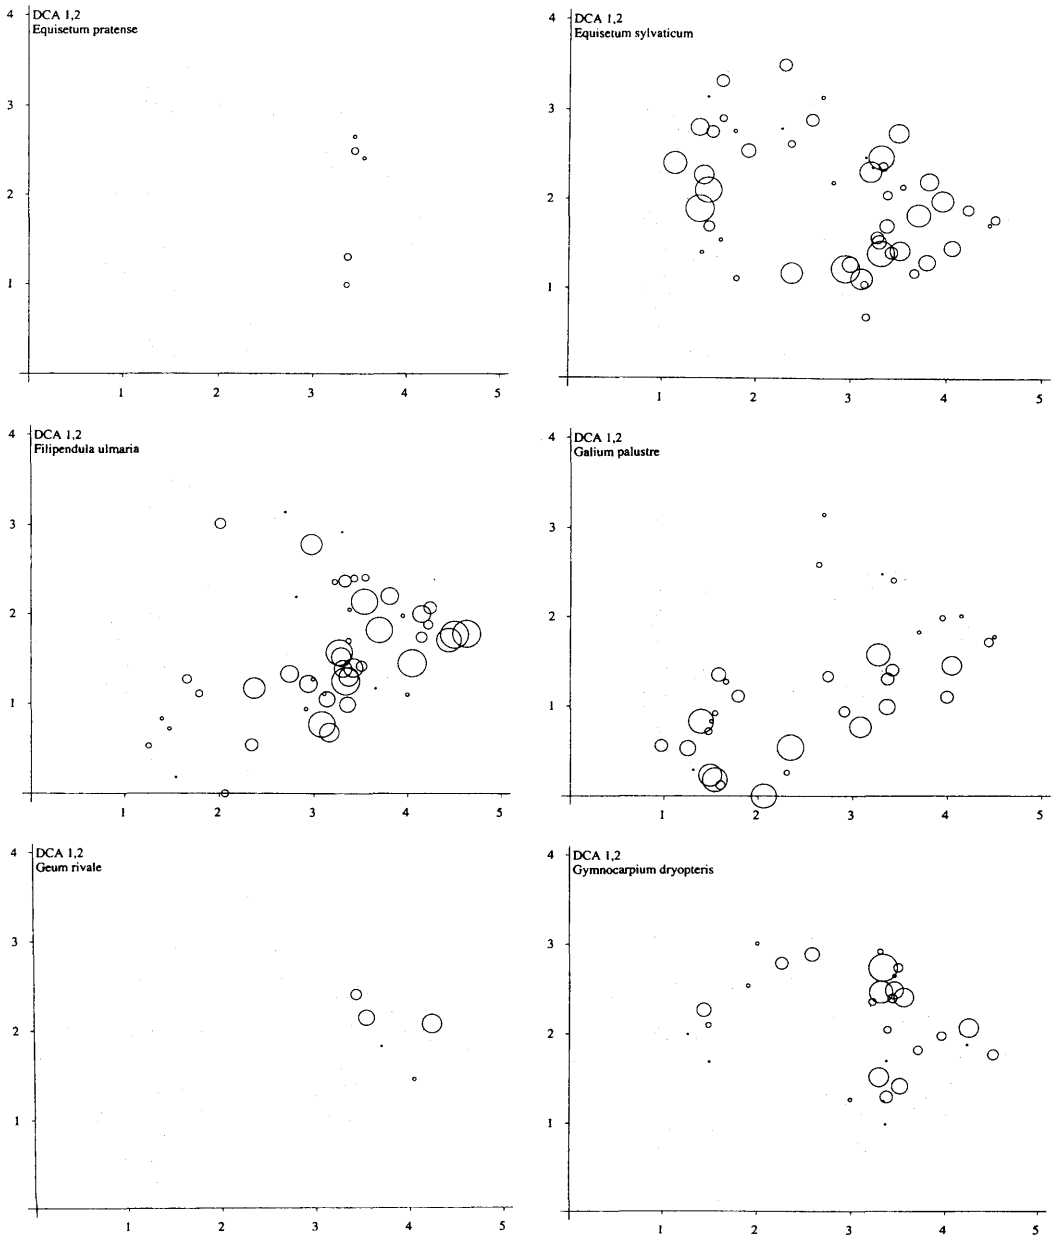 4
DCA 1,2
Equisetum pratense
3
2
1
1 2 3 4 5
4
DCA 1,2
Equisetum sylvaticum
3
2
1
1 2 3 4 5
4
DCA 1,2
Filipendula ulmaria
3
2
1
1 2 3 4 5
4
DCA 1,2
Galium palustre
3
2
1
1 2 3 4 5
4
DCA 1,2
Geum rivale
3
2
1
1 2 3 4 5
4
DCA 1,2
Gymnocarpium dryopteris
3
2
1
1 2 3 4 5